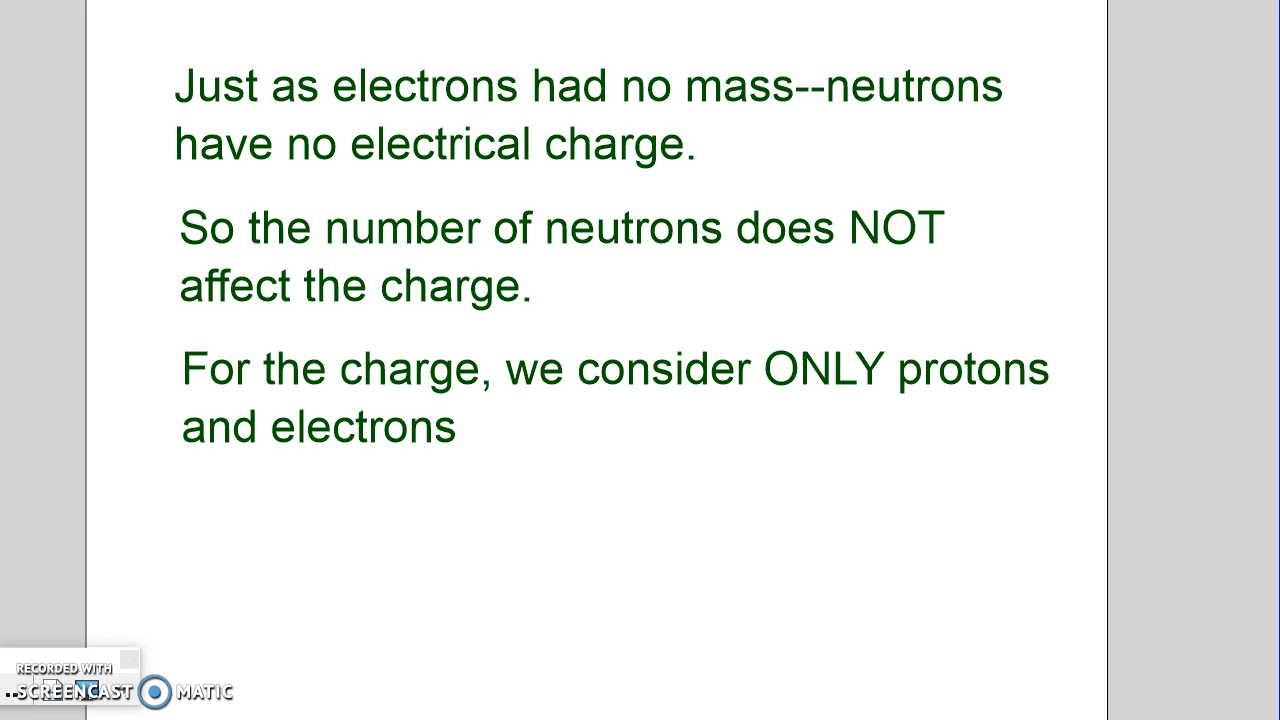 Just as electrons had no mass--neutrons
have no electrical charge.
So the number of neutrons does NOT
affect the charge.
For the charge, we consider ONLY protons
and electrons
RECORDED WITH
SCREENCAST MATIC